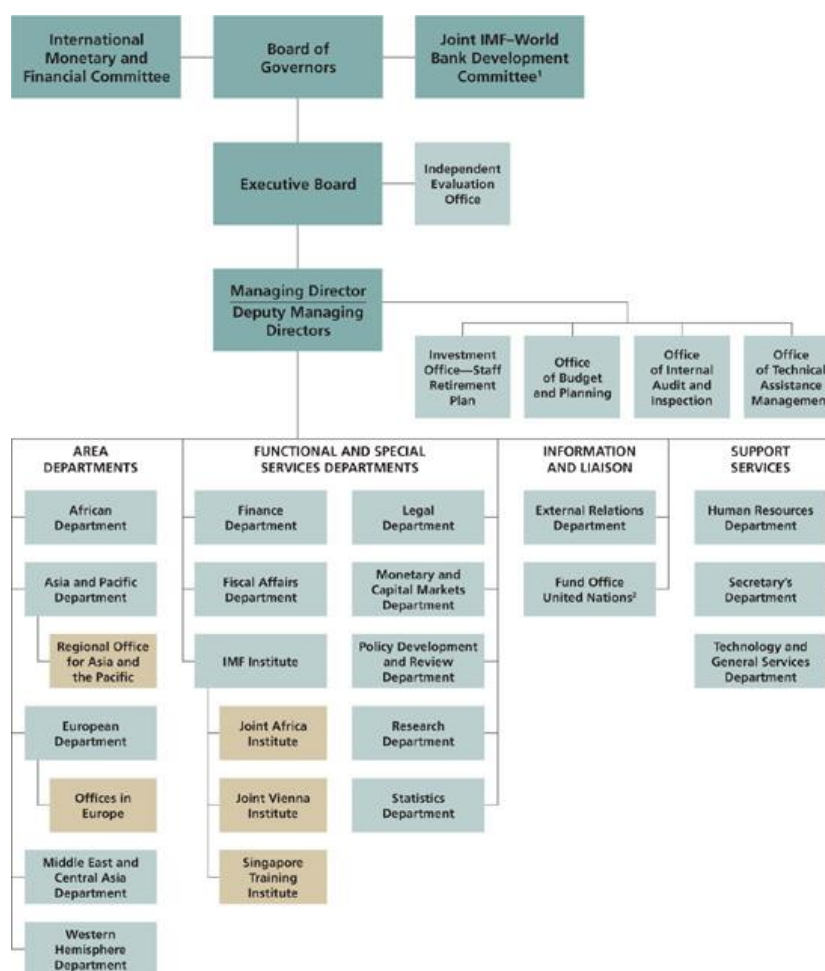 International
Monetary and
Financial Committee
Board of
Governors
Joint IMF–World
Bank Development
Committee¹
Executive Board
Independent
Evaluation
Office
Managing Director
Deputy Managing
Directors
Investment
Office—Staff
Retirement
Plan
Office
of Budget
and Planning
Office
of Internal
Audit and
Inspection
Office
of Technical
Assistance
Management
AREA
DEPARTMENTS
African
Department
Asia and Pacific
Department
Regional Office
for Asia and
the Pacific
European
Department
Offices in
Europe
Middle East and
Central Asia
Department
Western
Hemisphere
Department
FUNCTIONAL AND SPECIAL
SERVICES DEPARTMENTS
Finance
Department
Fiscal Affairs
Department
IMF Institute
Joint Africa
Institute
Joint Vienna
Institute
Singapore
Training
Institute
Legal
Department
Monetary and
Capital Markets
Department
Policy Development
and Review
Department
Research
Department
Statistics
Department
INFORMATION
AND LIAISON
External Relations
Department
Fund Office
United Nations²
SUPPORT
SERVICES
Human Resources
Department
Secretary's
Department
Technology and
General Services
Department